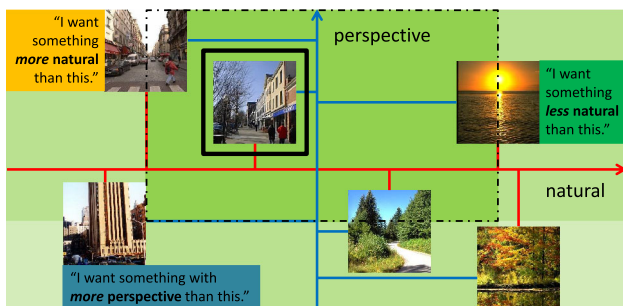 "I want
something
more natural
than this."
perspective
"I want
something
less natural
than this."
natural
"I want something with
more perspective than this."